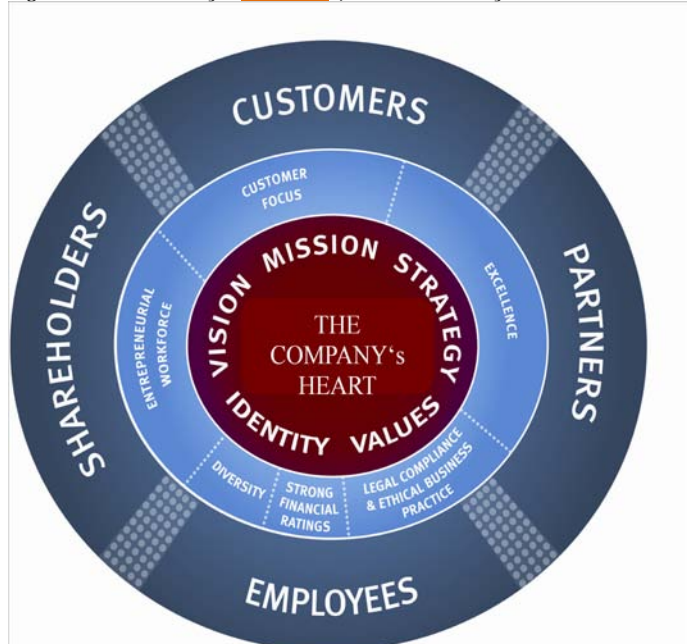 CUSTOMERS
PARTNERS
EMPLOYEES
SHAREHOLDERS
CUSTOMER
FOCUS
EXCELLENCE
LEGAL COMPLIANCE
& ETHICAL BUSINESS
PRACTICE
STRONG
FINANCIAL
RATINGS
DIVERSITY
ENTREPRENEURIAL
WORKFORCE
VISION MISSION STRATEGY
IDENTITY VALUES
THE
COMPANY‘s
HEART